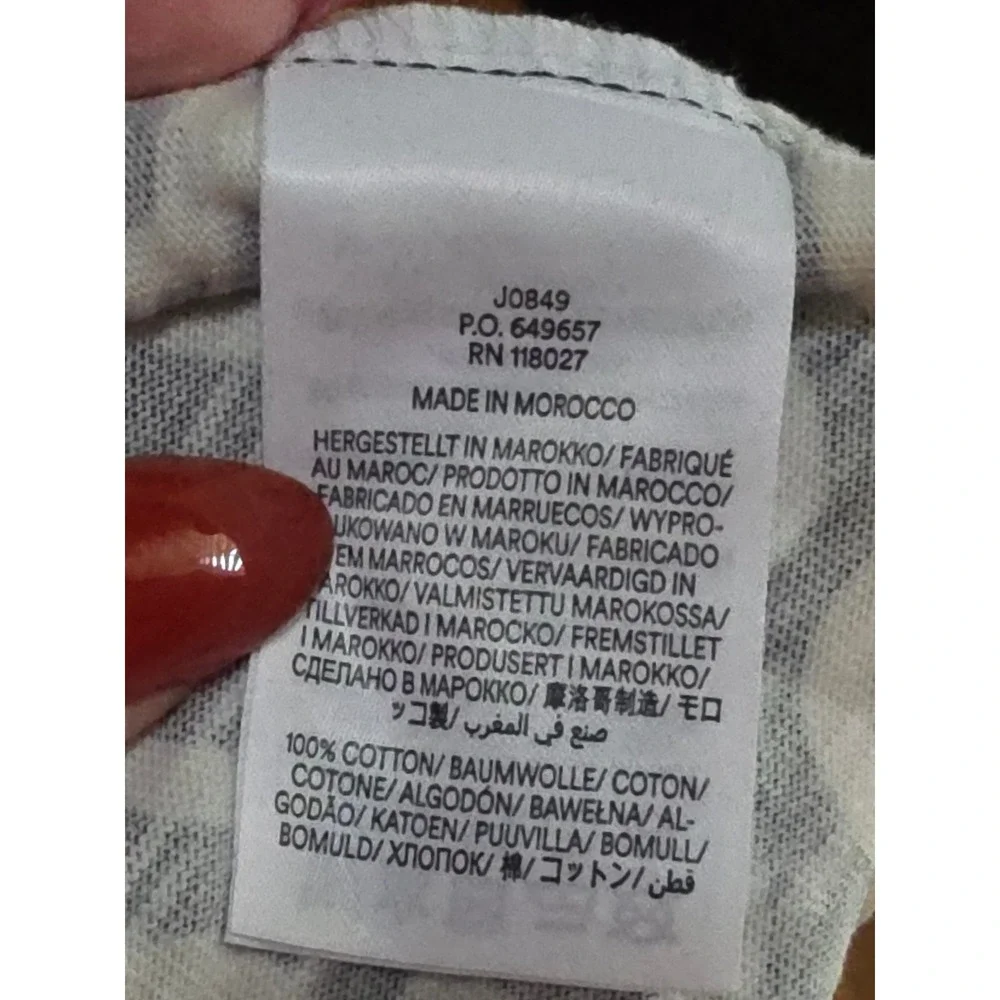 J0849
P.O. 649657
RN 118027
MADE IN MOROCCO
HERGESTELLT IN MAROKKO/ FABRIQUÉ
AU MAROC/ PRODOTTO IN MAROCCO/
FABRICADO EN MARRUECOS/ WYPRO-
UKOWANO W MAROKU/ FABRICADO
EM MARROCOS/ VERVAARDIGD IN
AROKKO/ VALMISTETTU MAROKOSSA/
TILLVERKAD I MAROCKO/ FREMSTILLET
I MAROKKO/ PRODUSERT I MAROKKO/
СДЕЛАНО В МАРОККО/ 摩洛哥制造/ モロ
ッコ製/ صنع في المغرب
100% COTTON/ BAUMWOLLE/ COTON/
COTONE/ ALGODÓN/ BAWEŁNA/ AL-
GODÃO/ KATOEN/ PUUVILLA/ BOMULL/
BOMULD/ ХЛОПОК/ 棉/ コットン/ قطن